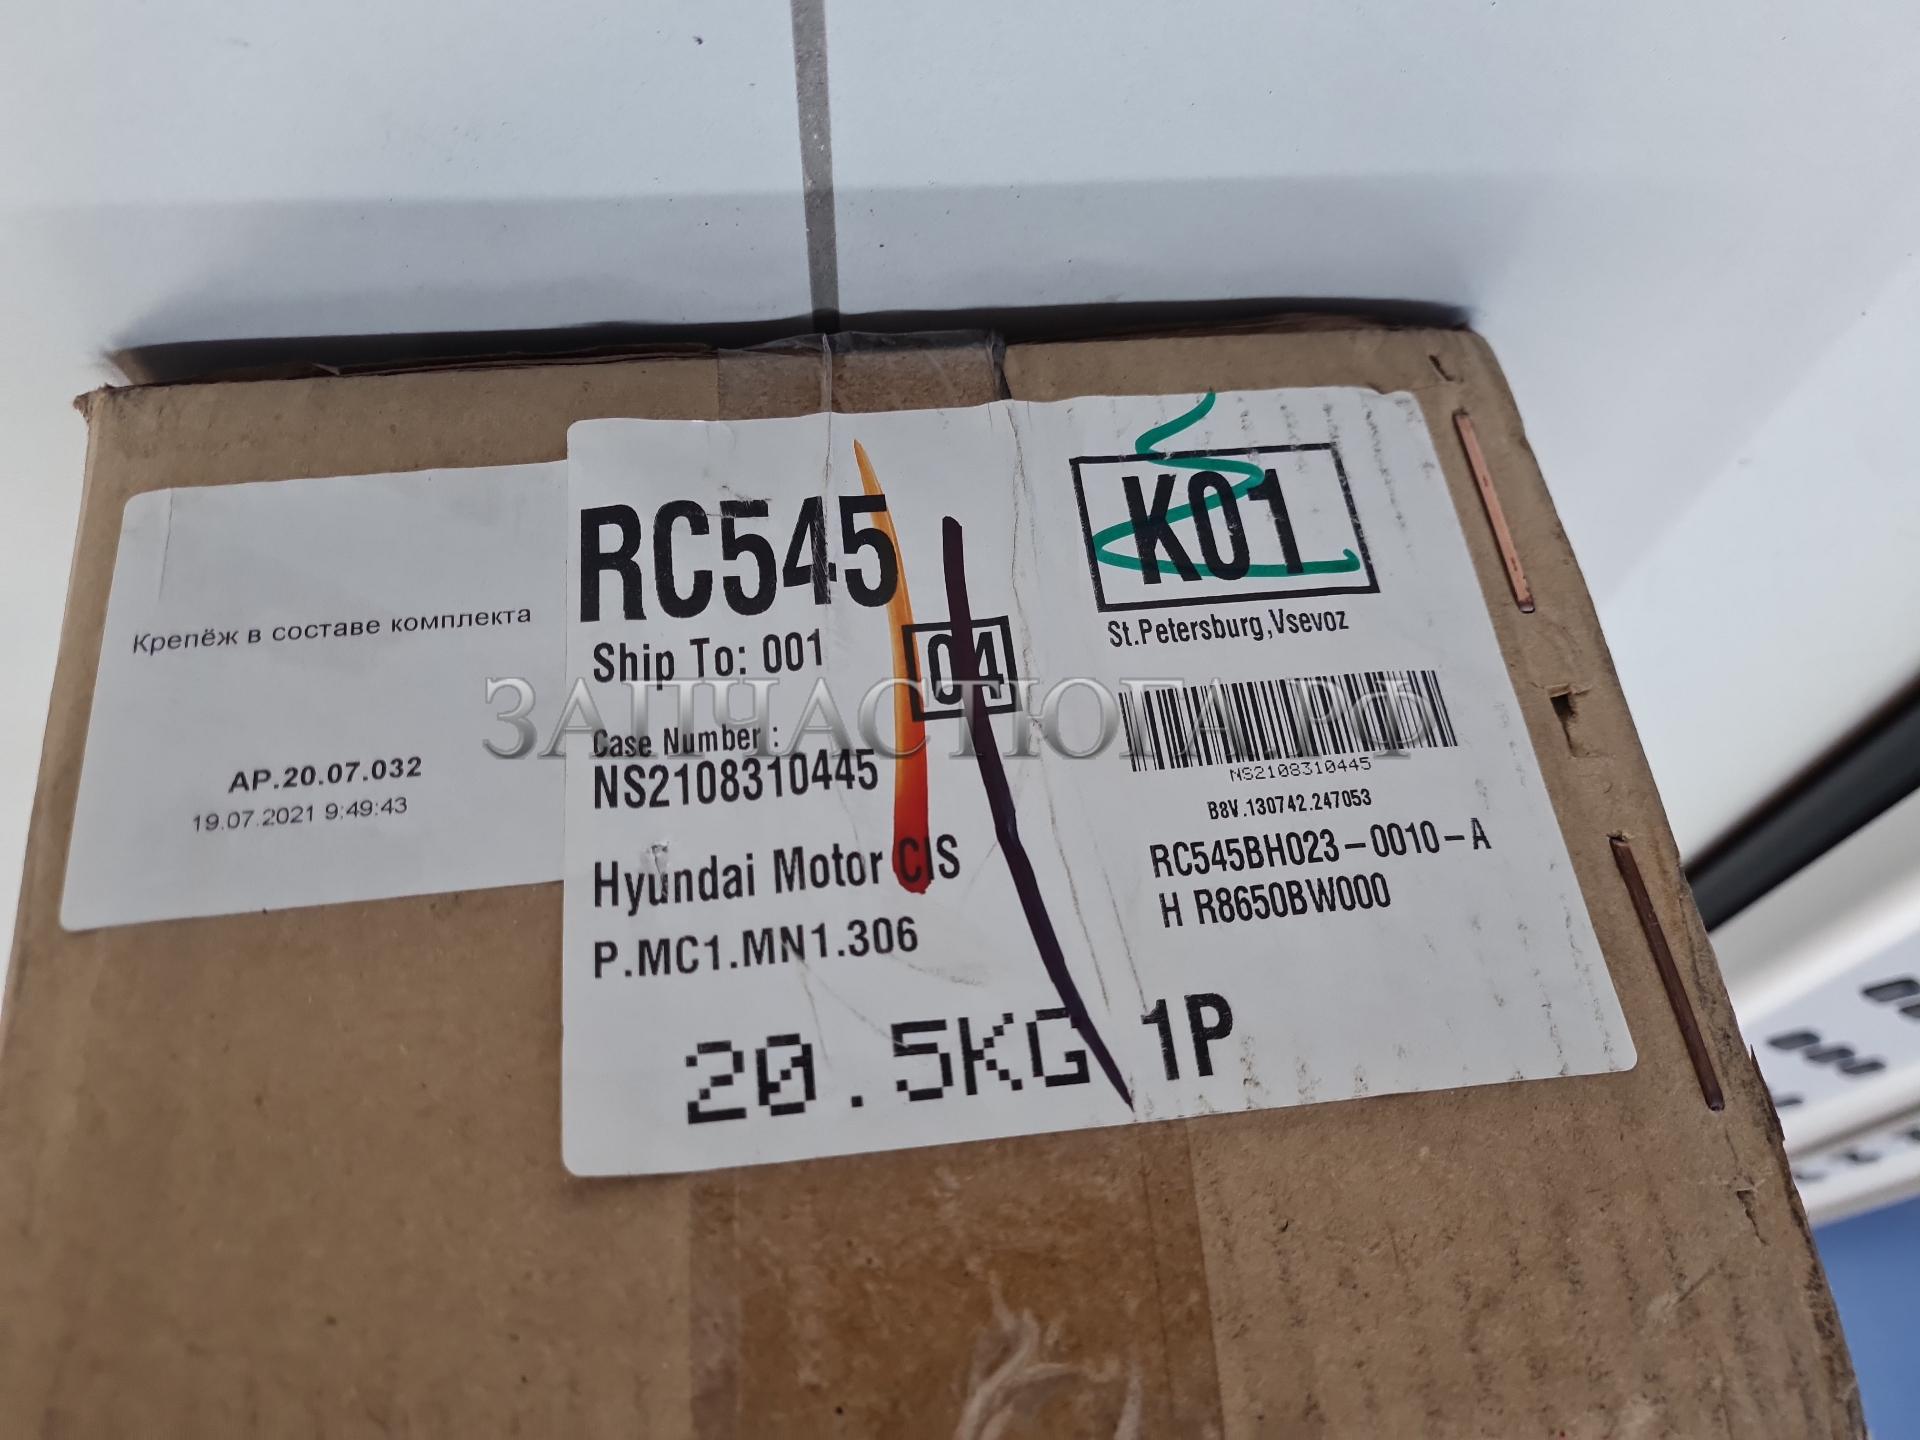 Крепёж в составе комплекта
АР.20.07.032
19.07.2021 9:49:43
RC545
Ship To: 001
04
Case Number :
NS2108310445
Hyundai Motor CIS
P.MC1.MN1.306
20.5KG 1P
K01
St.Petersburg,Vsevoz
NS2108310445
B8V.130742.247053
RC545BH023-0010-A
H R8650BW000
ЗАПЧАСТЮГА.РФ